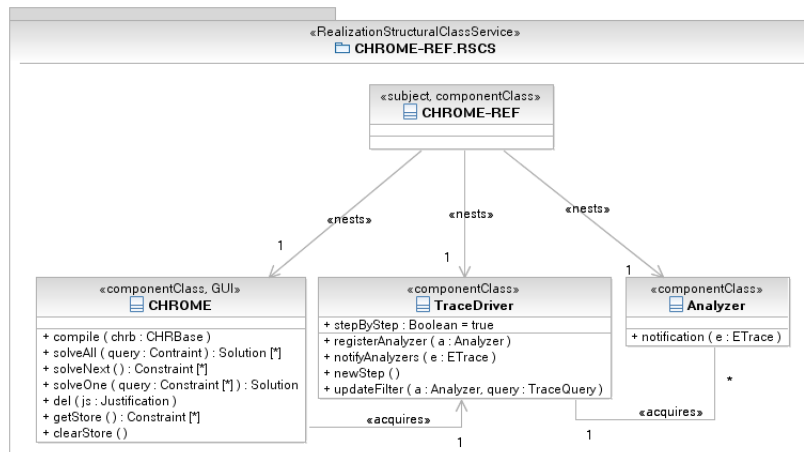 «RealizationStructuralClassService»
CHROME-REF.RSCS
«subject, componentClass»
CHROME-REF
«nests»
«nests»
«nests»
1
1
1
«componentClass, GUI»
CHROME
+ compile ( chrb : CHRBase )
+ solveAll ( query : Contraint ) : Solution [*]
+ solveNext ( ) : Constraint [*]
+ solveOne ( query : Constraint [*] ) : Solution
+ del ( js : Justification )
+ getStore ( ) : Constraint [*]
+ clearStore ( )
«componentClass»
TraceDriver
+ stepByStep : Boolean = true
+ registerAnalyzer ( a : Analyzer )
+ notifyAnalyzers ( e : ETrace )
+ newStep ( )
+ updateFilter ( a : Analyzer, query : TraceQuery )
«componentClass»
Analyzer
+ notification ( e : ETrace )
*
«acquires»
1
«acquires»
1